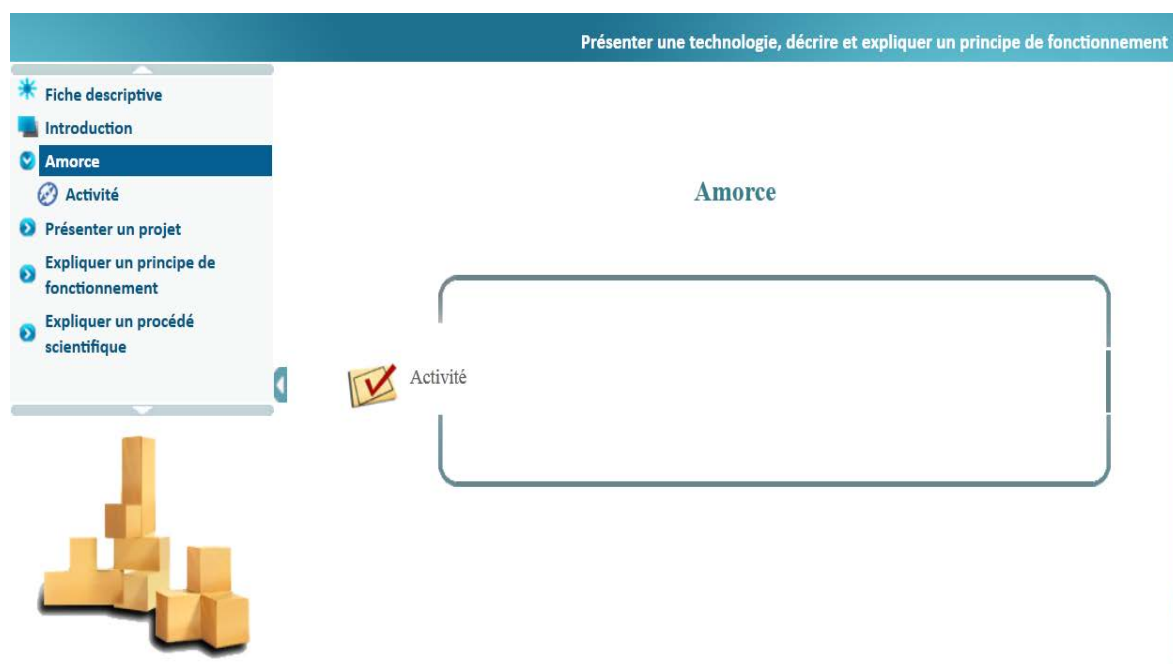 Présenter une technologie, décrire et expliquer un principe de fonctionnement
Fiche descriptive
Introduction
Amorce
Activité
Présenter un projet
Expliquer un principe de
fonctionnement
Expliquer un procédé
scientifique
Amorce
Activité